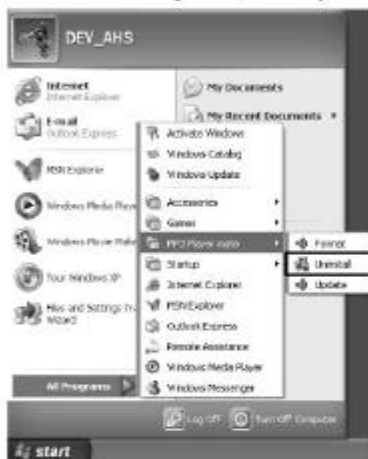 DEV_AHS
Internet
Internet Explorer
E-mail
Outlook Express
MSN Explorer
Windows Media Playe
Windows Movie Make
Tour Windows XP
Files and Settings Tra
Wizard
All Programs
My Documents
My Recent Documents
Activate Windows
Windows Catalog
Windows Update
Accessories
Games
MP3 Player
Startup
Internet Explorer
MSN Explorer
Outlook Express
Remote Assistance
Windows Media Player
Windows Messenger
Format
Uninstall
Update
Log Off
Turn Off Computer
start